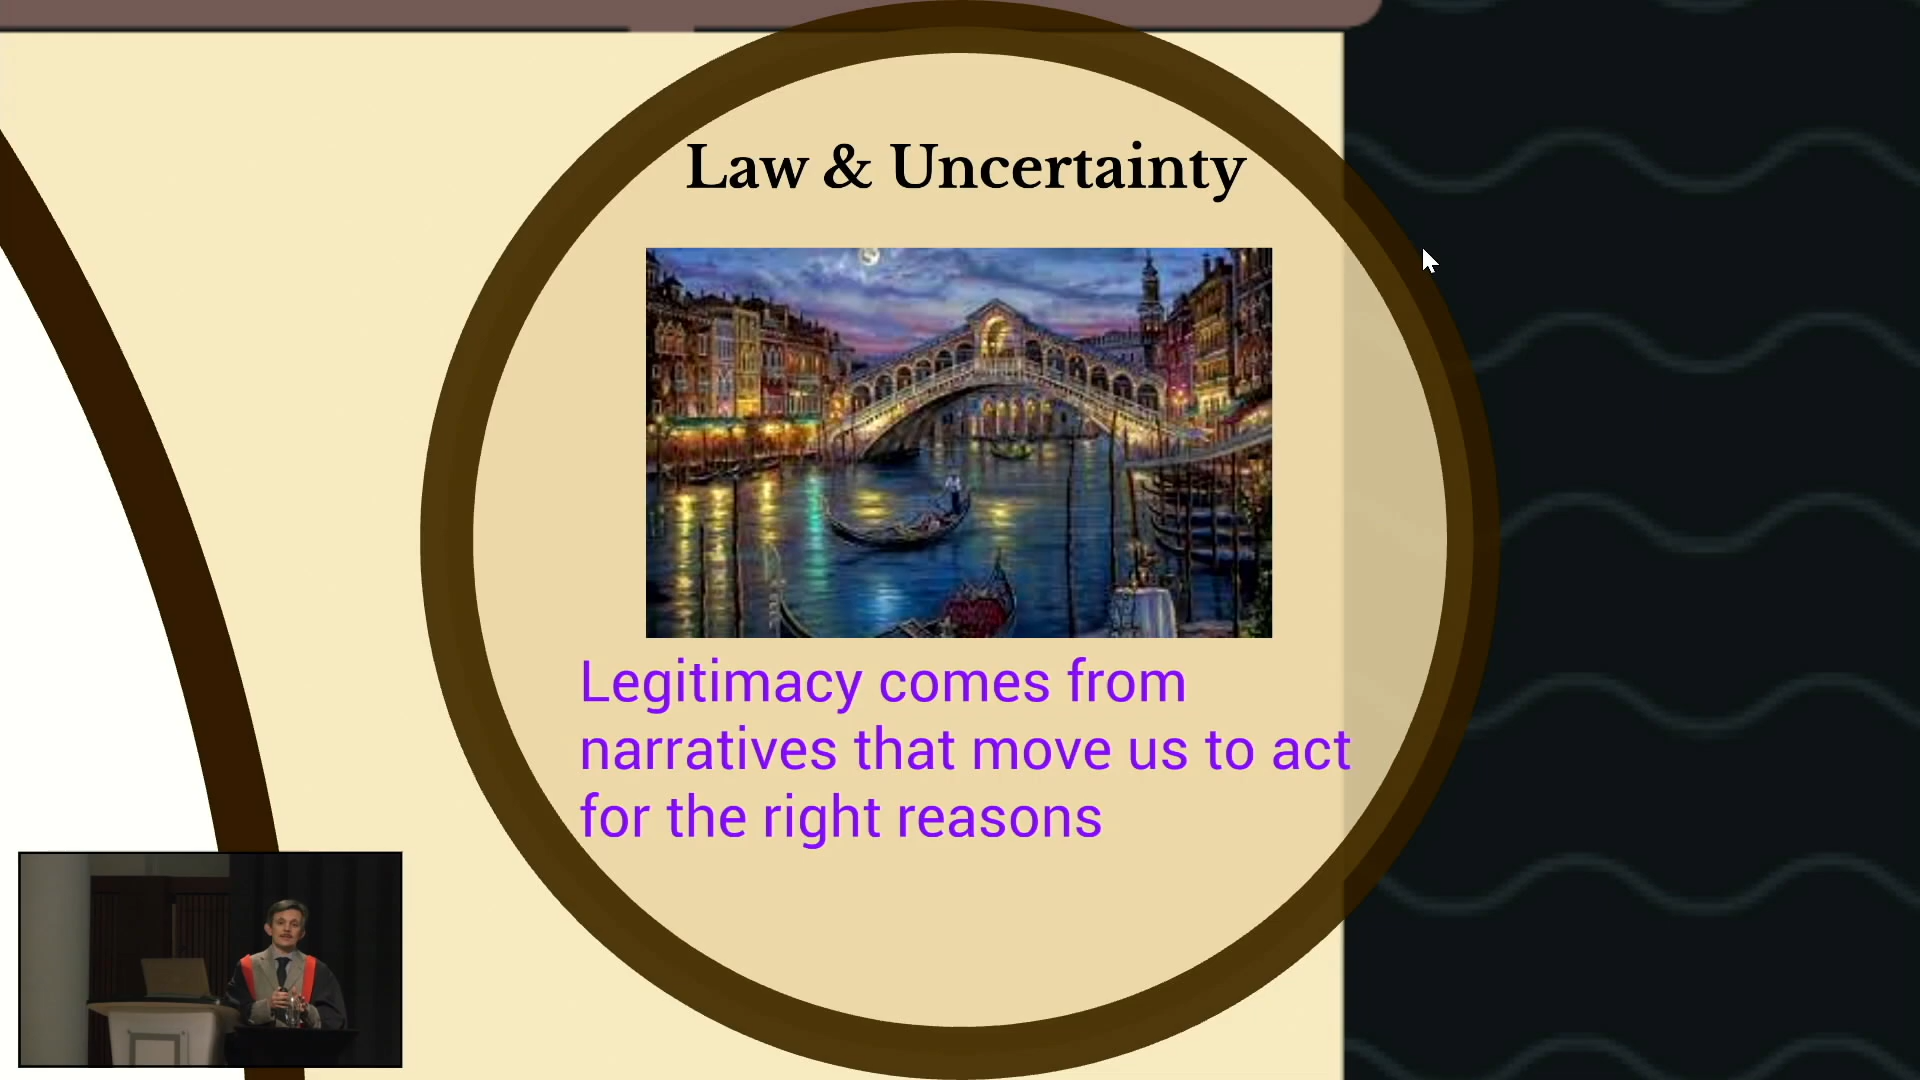 Law & Uncertainty
Legitimacy comes from
narratives that move us to act
for the right reasons